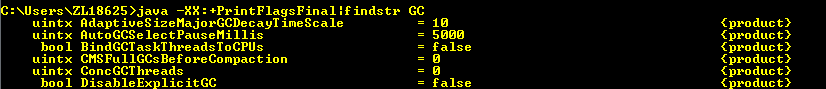 C:\Users\ZL18625>java -XX:+PrintFlagsFinal|findstr GC
uintx AdaptiveSizeMajorGCDecayTimeScale = 10 {product}
uintx AutoGCSelectPauseMillis = 5000 {product}
bool BindGCTaskThreadsToCPUs = false {product}
uintx CMSFullGCsBeforeCompaction = 0 {product}
uintx ConcGCThreads = 0 {product}
bool DisableExplicitGC = false {product}